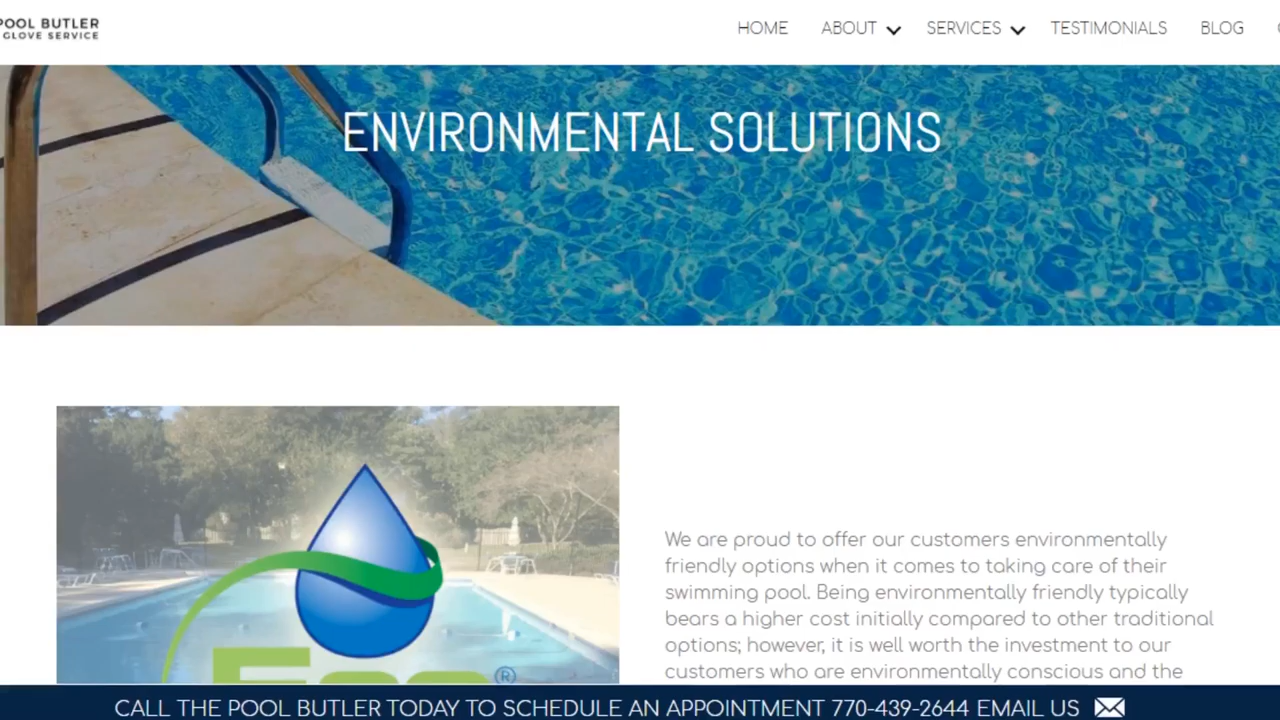 POOL BUTLER
GLOVE SERVICE
HOME ABOUT SERVICES TESTIMONIALS BLOG
ENVIRONMENTAL SOLUTIONS
We are proud to offer our customers environmentally
friendly options when it comes to taking care of their
swimming pool. Being environmentally friendly typically
bears a higher cost initially compared to other traditional
options; however, it is well worth the investment to our
customers who are environmentally conscious and the
Eco®
CALL THE POOL BUTLER TODAY TO SCHEDULE AN APPOINTMENT 770-439-2644 EMAIL US